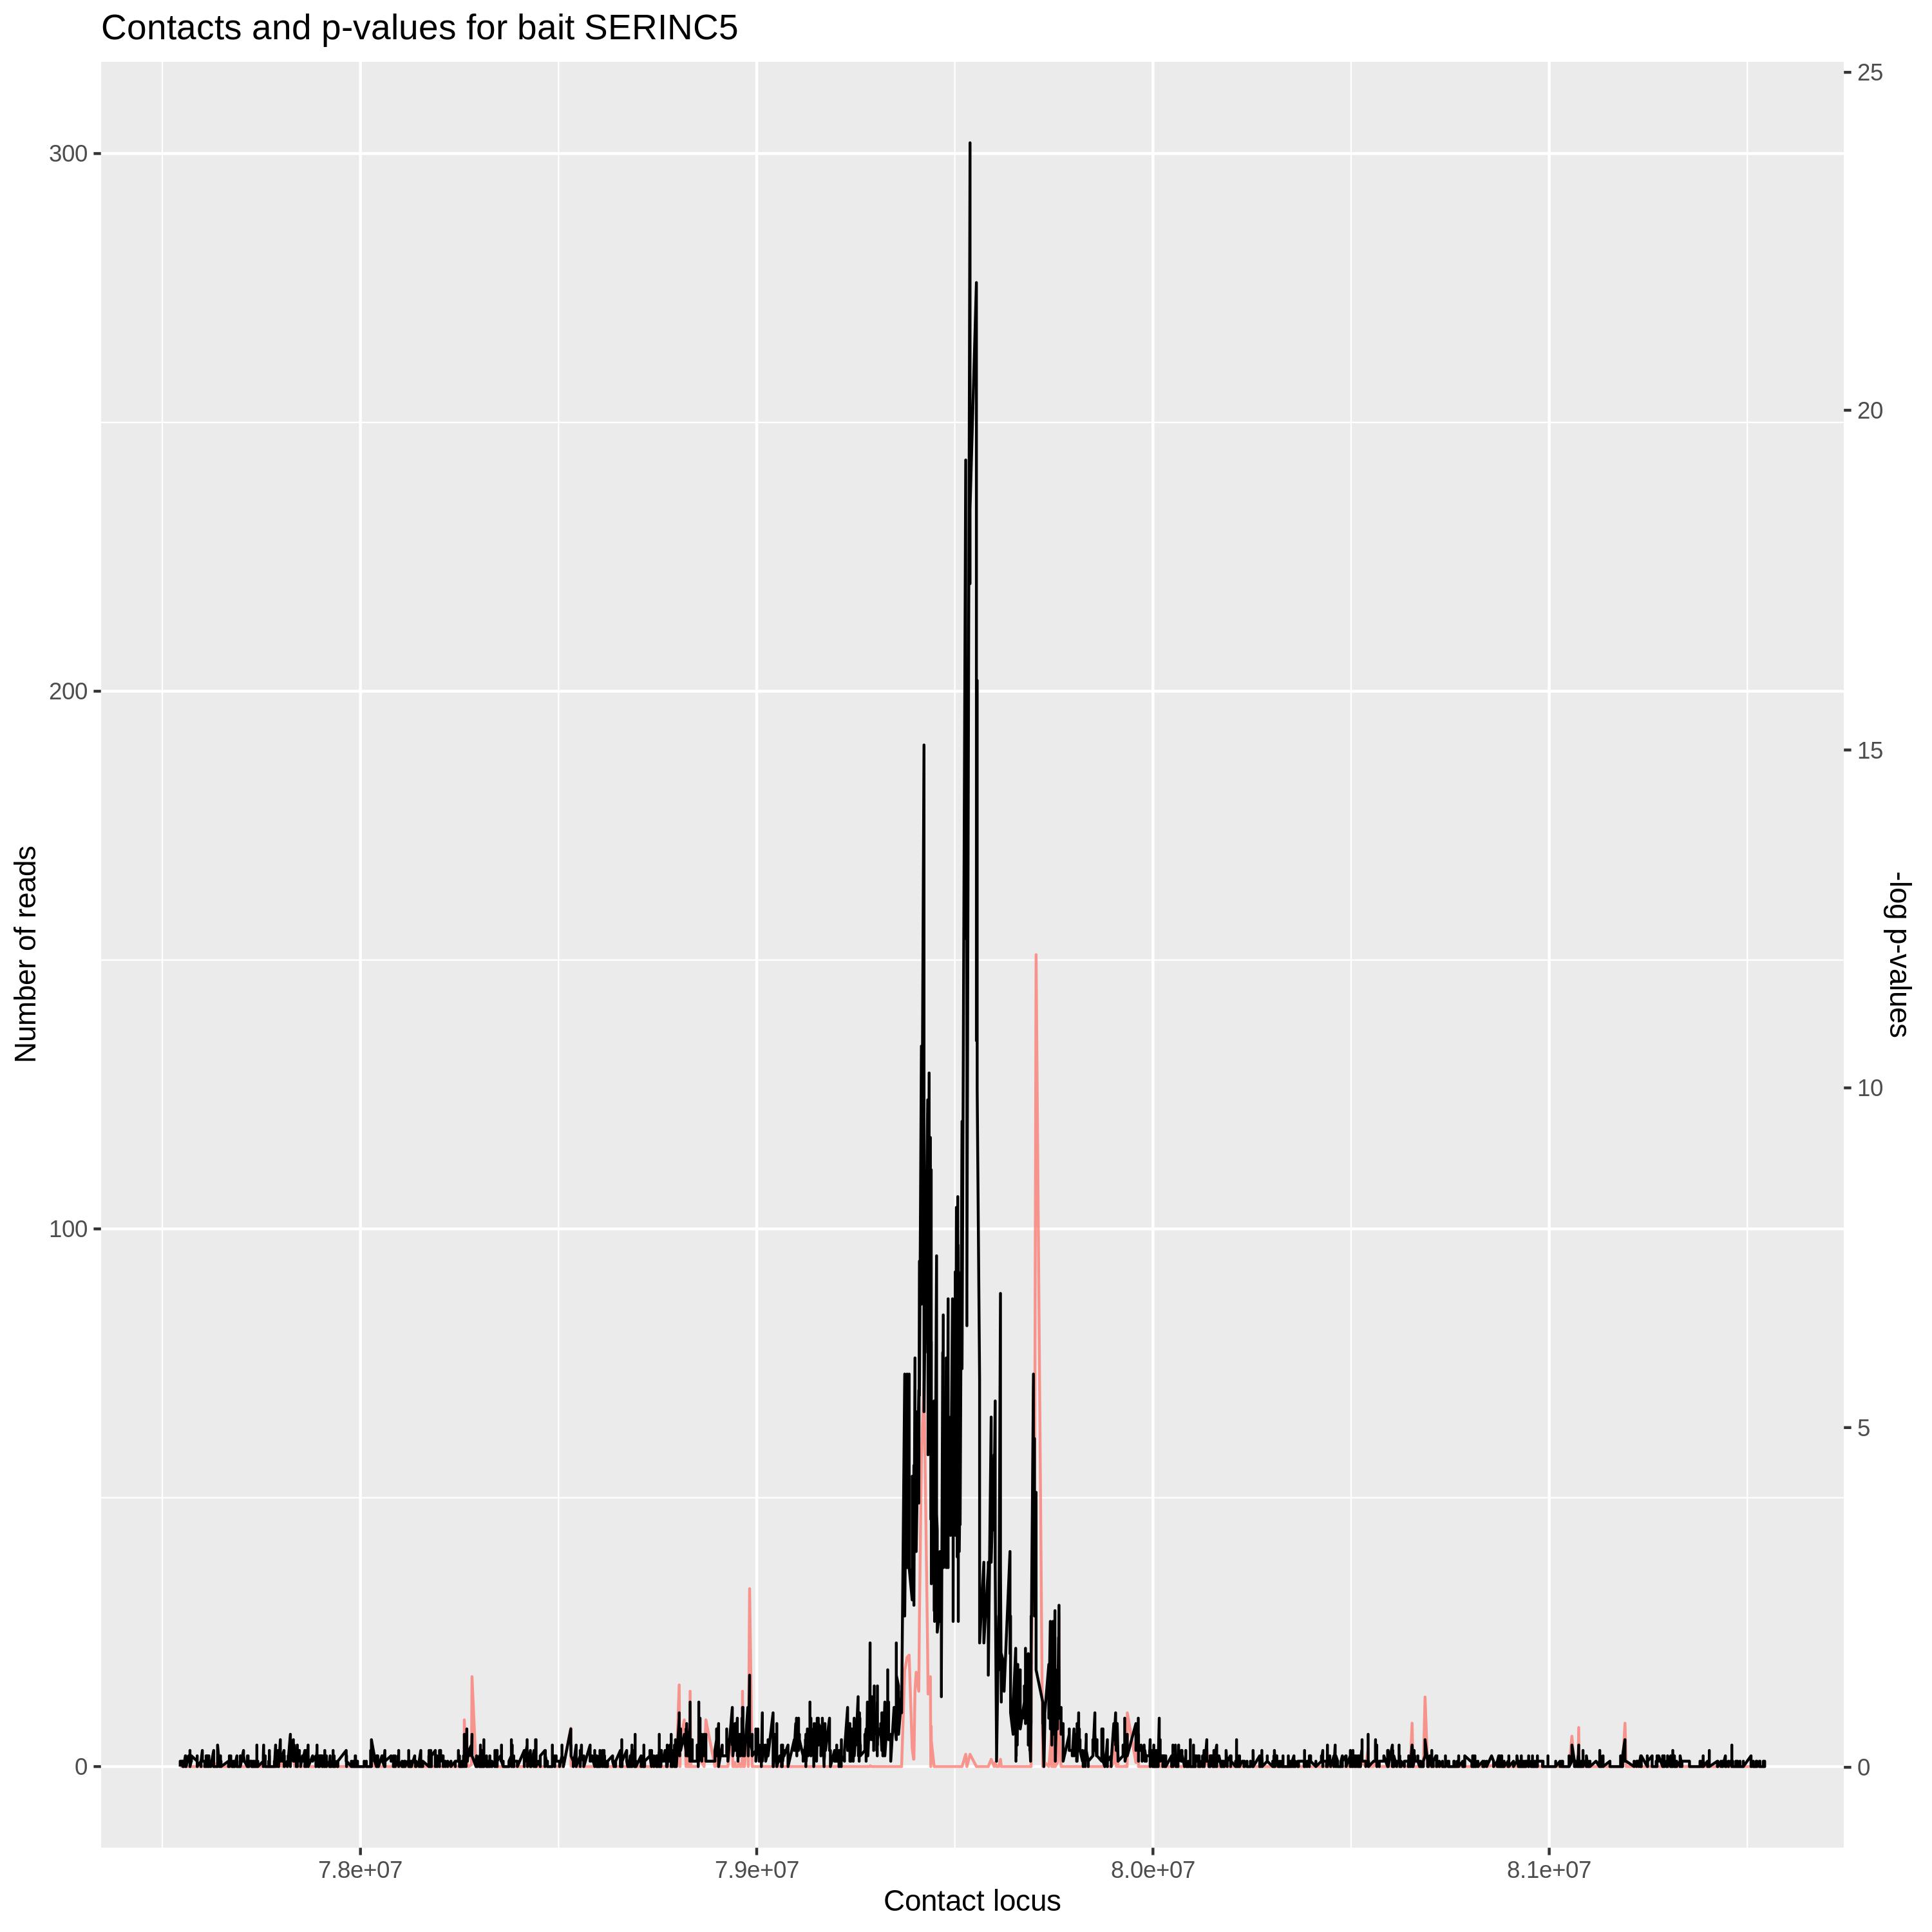 Contacts and p-values for bait SERINC5
300
200
100
0
Number of reads
25
20
15
10
5
0
-log p-values
7.8e+07
7.9e+07
8.0e+07
8.1e+07
Contact locus